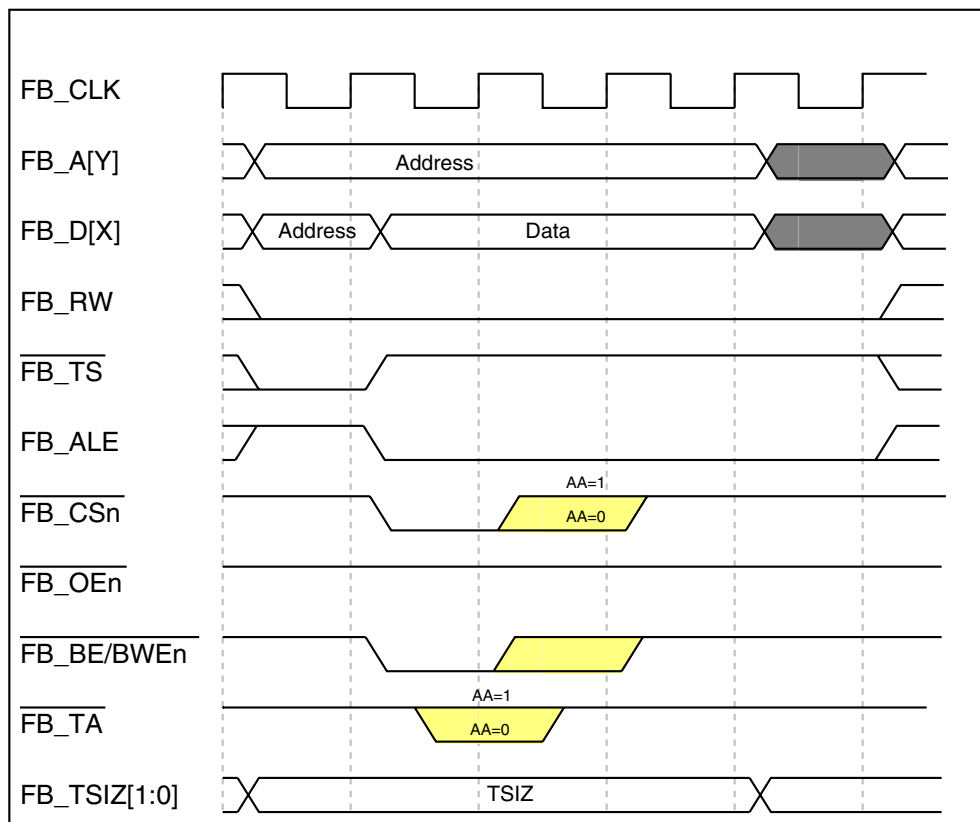 FB_CLK
FB_A[Y]
Address
FB_D[X]
Address
Data
FB_RW
FB_TS
FB_ALE
AA=1
FB_CSn
AA=0
FB_OEn
FB_BE/BWEn
AA=1
FB_TA
AA=0
FB_TSIZ[1:0]
TSIZ